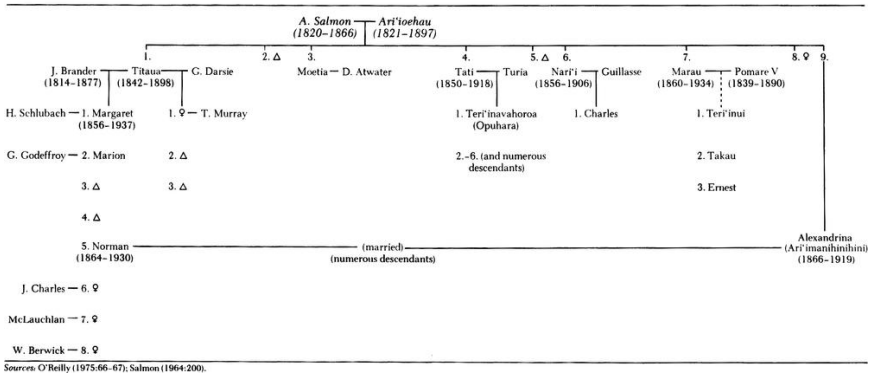 A. Salmon Ari'ioehau
(1820-1866) (1821-1897)
1. 2. △ 3. 4. 5. △ 6. 7. 8. ♀ 9.
J. Brander Titaua G. Darsie Moetia D. Atwater Tati Turia Nari'i Guillasse Marau Pomare V
(1814-1877) (1842-1898) (1850-1918) (1856-1906) (1860-1934) (1839-1890)
H. Schlubach 1. Margaret 1. ♀ T. Murray 1. Teri'inavahoroa 1. Charles 1. Teri'inui
(1856-1937) (Opuhara)
G. Godeffroy 2. Marion 2. △ 2.-6. (and numerous 2. Takau
descendants)
3. △ 3. △ 3. Ernest
4. △
Alexandrina
5. Norman (married) (Ari'imanihinihini)
(1864-1930) (numerous descendants) (1866-1919)
J. Charles 6. ♀
McLauchlan 7. ♀
W. Berwick 8. ♀
Sources: O'Reilly (1975:66-67); Salmon (1964:200).